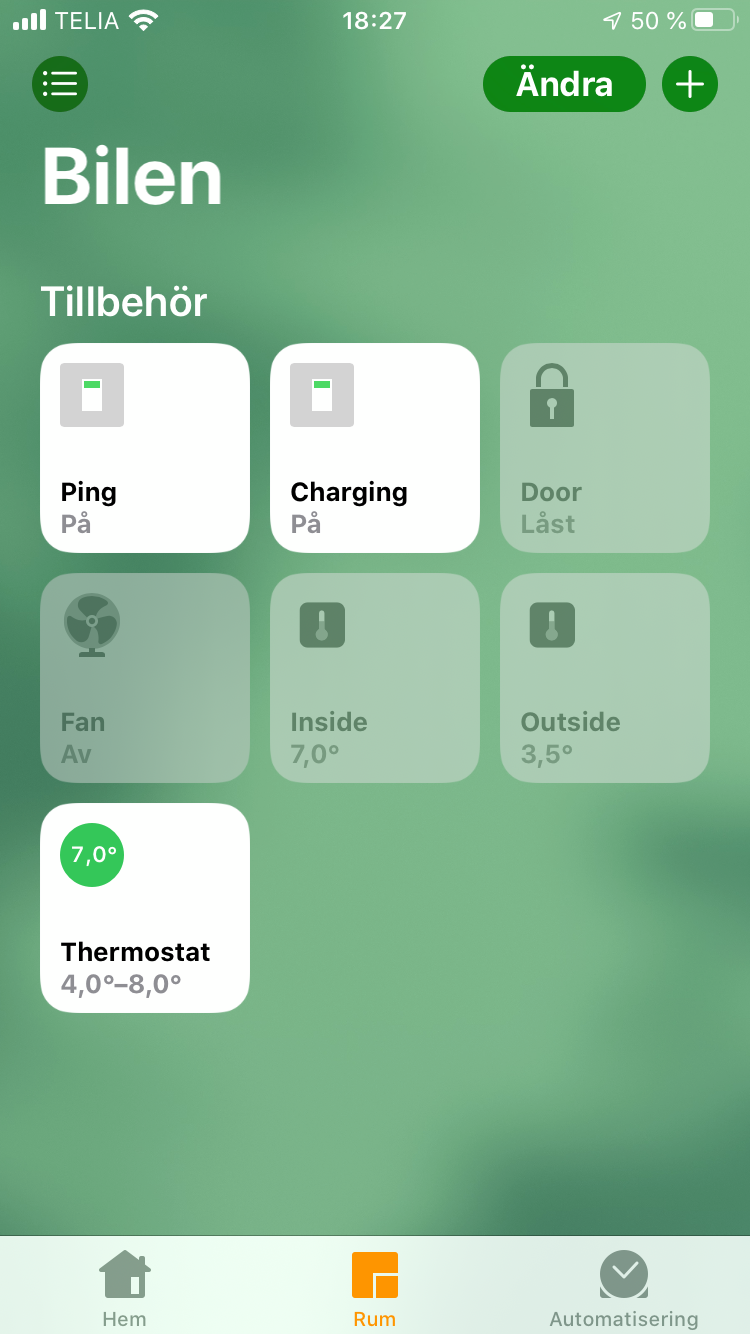 TELIA 18:27 50 %
Ändra
Bilen
Tillbehör
Ping
På
Charging
På
Door
Låst
Fan
Av
Inside
7,0°
Outside
3,5°
7,0°
Thermostat
4,0°–8,0°
Hem
Rum
Automatisering